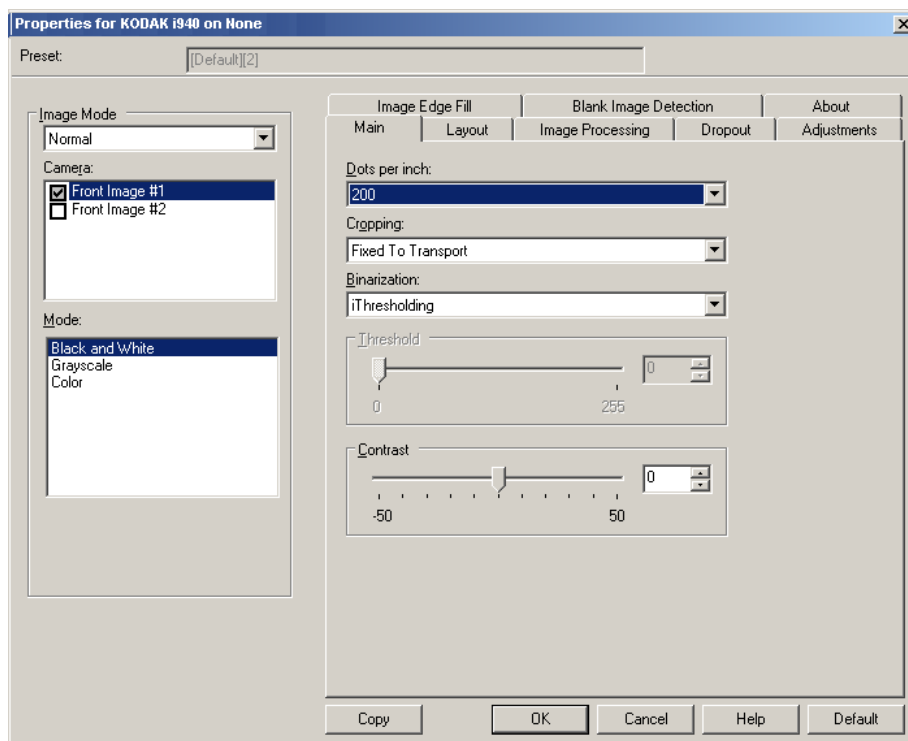 Properties for KODAK i940 on None
Preset:
[Default][2]
Image Mode
Normal
Camera:
Front Image #1
Front Image #2
Mode:
Black and White
Grayscale
Color
Image Edge Fill
Blank Image Detection
About
Main
Layout
Image Processing
Dropout
Adjustments
Dots per inch:
200
Cropping:
Fixed To Transport
Binarization:
iThresholding
Threshold
0
0
255
Contrast
0
-50
50
Copy
OK
Cancel
Help
Default